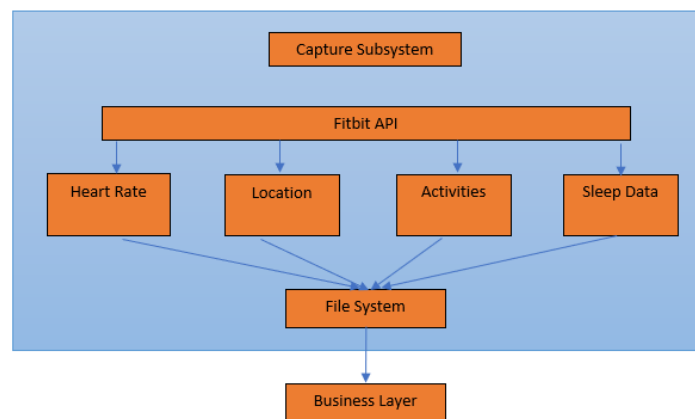 Capture Subsystem
Fitbit API
Heart Rate
Location
Activities
Sleep Data
File System
Business Layer